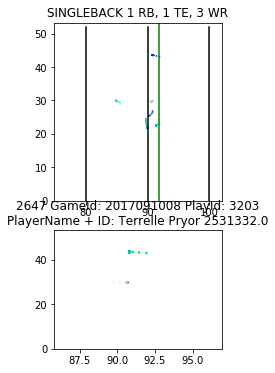 SINGLEBACK 1 RB, 1 TE, 3 WR
50
40
30
20
10
0
80 90 100
2647 GameId: 2017091008 PlayId: 3203
PlayerName + ID: Terrelle Pryor 2531332.0
40
20
0
87.5 90.0 92.5 95.0